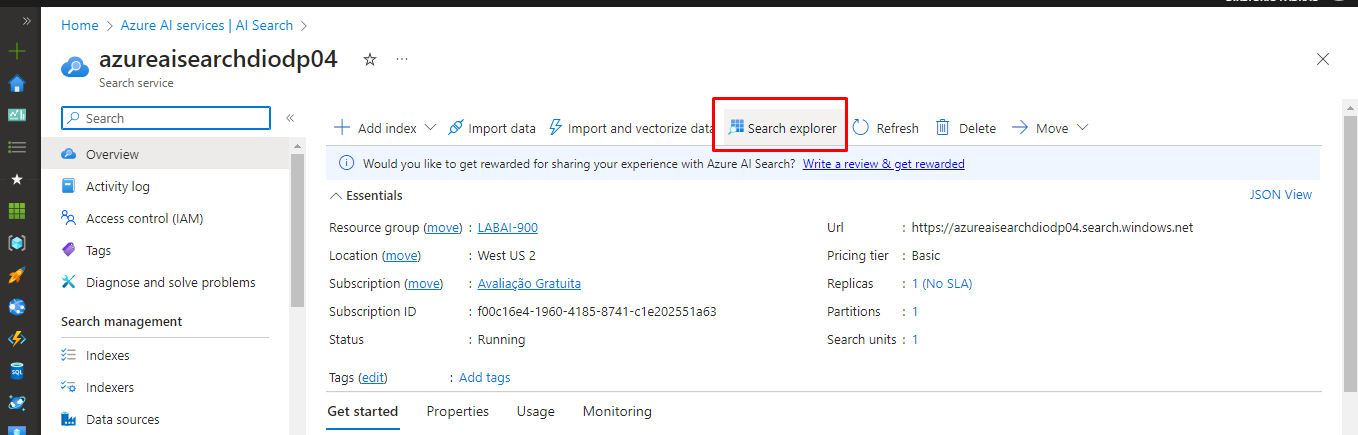 Home > Azure AI services | AI Search >
azureaisearchdiodp04
Search service
Search
Overview
Activity log
Access control (IAM)
Tags
Diagnose and solve problems
Search management
Indexes
Indexers
Data sources
Add index Import data Import and vectorize data Search explorer Refresh Delete Move
Would you like to get rewarded for sharing your experience with Azure AI Search? Write a review & get rewarded
Essentials
JSON View
Resource group (move) : LABAI-900
Location (move) : West US 2
Subscription (move) : Avaliação Gratuita
Subscription ID : f00c16e4-1960-4185-8741-c1e202551a63
Status : Running
Url : https://azureaisearchdiodp04.search.windows.net
Pricing tier : Basic
Replicas : 1 (No SLA)
Partitions : 1
Search units : 1
Tags (edit) : Add tags
Get started Properties Usage Monitoring